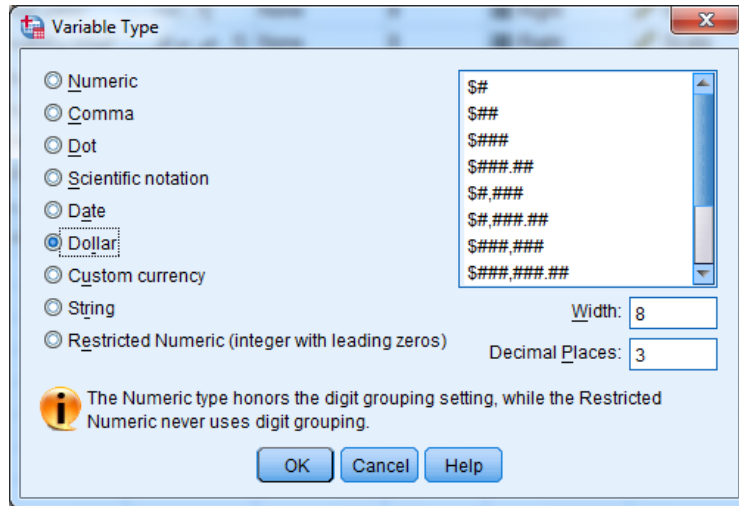 Variable Type
Numeric
Comma
Dot
Scientific notation
Date
Dollar
Custom currency
String
Restricted Numeric (integer with leading zeros)
$#
$##
$###
$###.##
$#,###
$#,###.##
$###,###
$###,###.##
Width: 8
Decimal Places: 3
The Numeric type honors the digit grouping setting, while the Restricted
Numeric never uses digit grouping.
OK Cancel Help